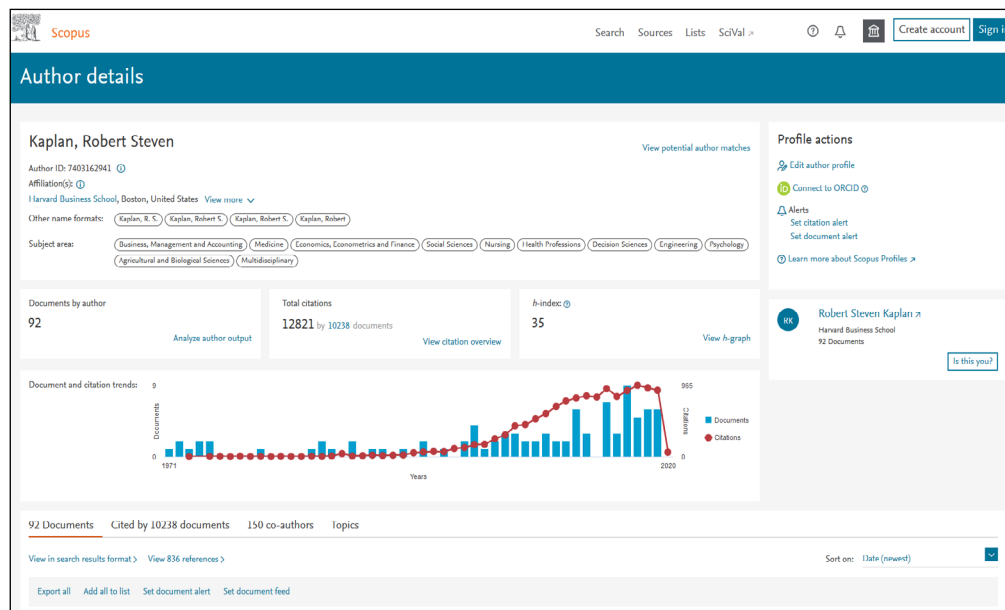 Scopus
Search Sources Lists SciVal ↗
Create account
Sign i
Author details
Kaplan, Robert Steven
View potential author matches
Author ID: 7403162941
Affiliation(s):
Harvard Business School, Boston, United States View more
Other name formats: Kaplan, R. S. Kaplan, Robert S. Kaplan, Robert S. Kaplan, Robert
Subject area: Business, Management and Accounting Medicine Economics, Econometrics and Finance Social Sciences Nursing Health Professions Decision Sciences Engineering Psychology
Agricultural and Biological Sciences Multidisciplinary
Profile actions
Edit author profile
iD Connect to ORCID
Alerts
Set citation alert
Set document alert
Learn more about Scopus Profiles ↗
Documents by author
92
Analyze author output
Total citations
12821 by 10238 documents
View citation overview
h-index:
35
View h-graph
RK
Robert Steven Kaplan ↗
Harvard Business School
92 Documents
Is this you?
Document and citation trends:
9
Documents
0
1971
Years
2020
965
Citations
0
Documents
Citations
92 Documents Cited by 10238 documents 150 co-authors Topics
View in search results format > View 836 references >
Sort on: Date (newest)
Export all Add all to list Set document alert Set document feed